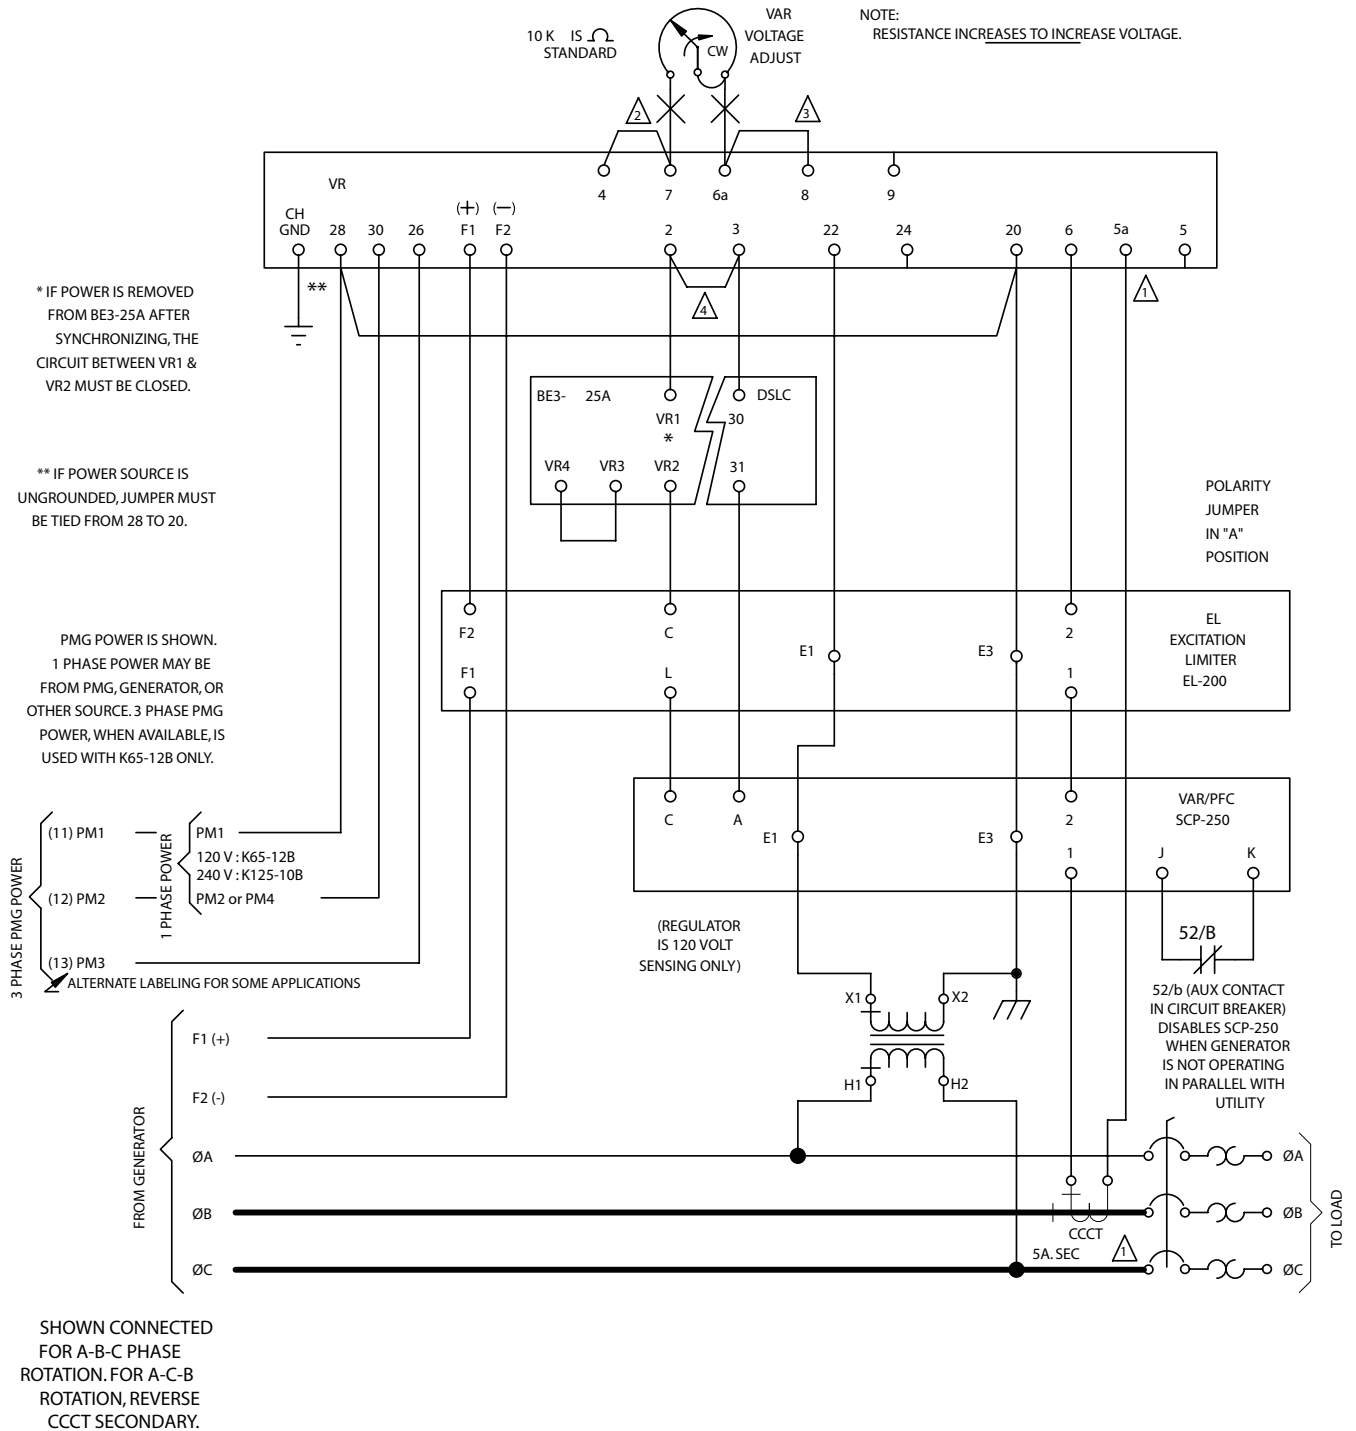 10 K IS Ω
STANDARD
VAR
VOLTAGE
ADJUST
CW
NOTE:
RESISTANCE INCREASES TO INCREASE VOLTAGE.
2
3
VR
4
7
6a
8
9
CH
GND
28
30
26
(+)
F1
(—)
F2
2
3
22
24
20
6
5a
5
**
4
1
* IF POWER IS REMOVED
FROM BE3-25A AFTER
SYNCHRONIZING, THE
CIRCUIT BETWEEN VR1 &
VR2 MUST BE CLOSED.
BE3- 25A
VR1
*
VR4
VR3
VR2
DSLC
30
31
** IF POWER SOURCE IS
UNGROUNDED, JUMPER MUST
BE TIED FROM 28 TO 20.
POLARITY
JUMPER
IN "A"
POSITION
F2
C
E1
E3
2
F1
L
1
EL
EXCITATION
LIMITER
EL-200
PMG POWER IS SHOWN.
1 PHASE POWER MAY BE
FROM PMG, GENERATOR, OR
OTHER SOURCE. 3 PHASE PMG
POWER, WHEN AVAILABLE, IS
USED WITH K65-12B ONLY.
C
A
E1
E3
2
1
VAR/PFC
SCP-250
J
K
3 PHASE PMG POWER
(11) PM1
(12) PM2
(13) PM3
1 PHASE POWER
PM1
120 V : K65-12B
240 V : K125-10B
PM2 or PM4
ALTERNATE LABELING FOR SOME APPLICATIONS
(REGULATOR
IS 120 VOLT
SENSING ONLY)
52/B
52/b (AUX CONTACT
IN CIRCUIT BREAKER)
DISABLES SCP-250
WHEN GENERATOR
IS NOT OPERATING
IN PARALLEL WITH
UTILITY
X1
X2
H1
H2
FROM GENERATOR
F1 (+)
F2 (-)
ØA
ØB
ØC
CCCT
5A. SEC
1
ØA
ØB
ØC
TO LOAD
SHOWN CONNECTED
FOR A-B-C PHASE
ROTATION. FOR A-C-B
ROTATION, REVERSE
CCCT SECONDARY.